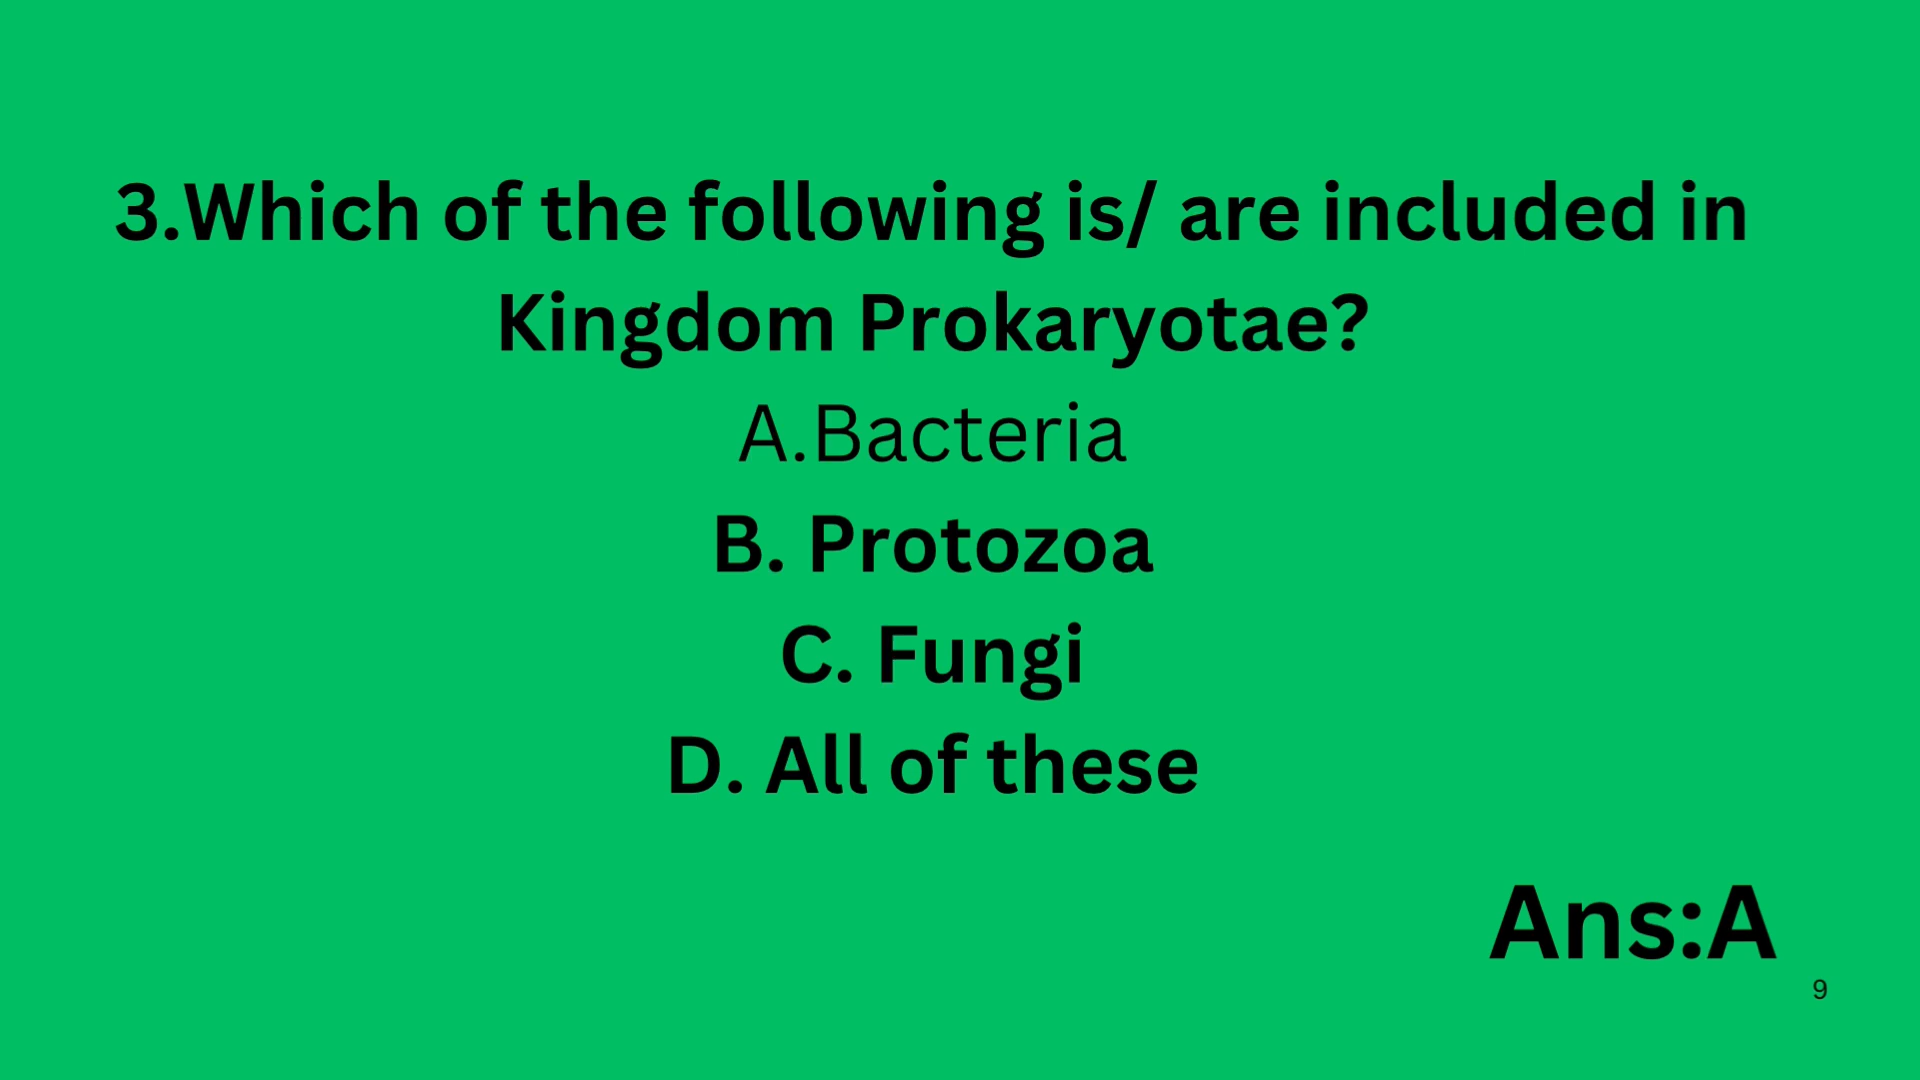 3.Which of the following is/ are included in
Kingdom Prokaryotae?
A.Bacteria
B. Protozoa
C. Fungi
D. All of these
Ans:A
9